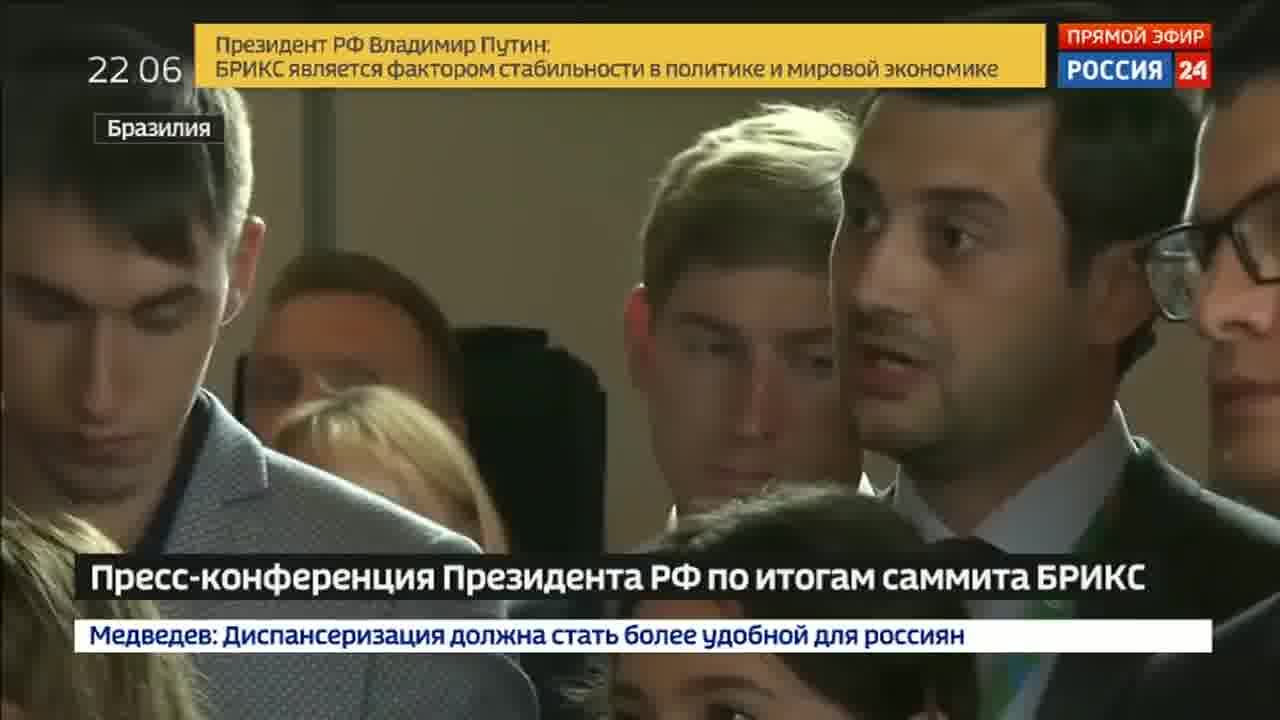 22 06
Президент РФ Владимир Путин:
БРИКС является фактором стабильности в политике и мировой экономике
ПРЯМОЙ ЭФИР
РОССИЯ 24
Бразилия
Пресс-конференция Президента РФ по итогам саммита БРИКС
Медведев: Диспансеризация должна стать более удобной для россиян